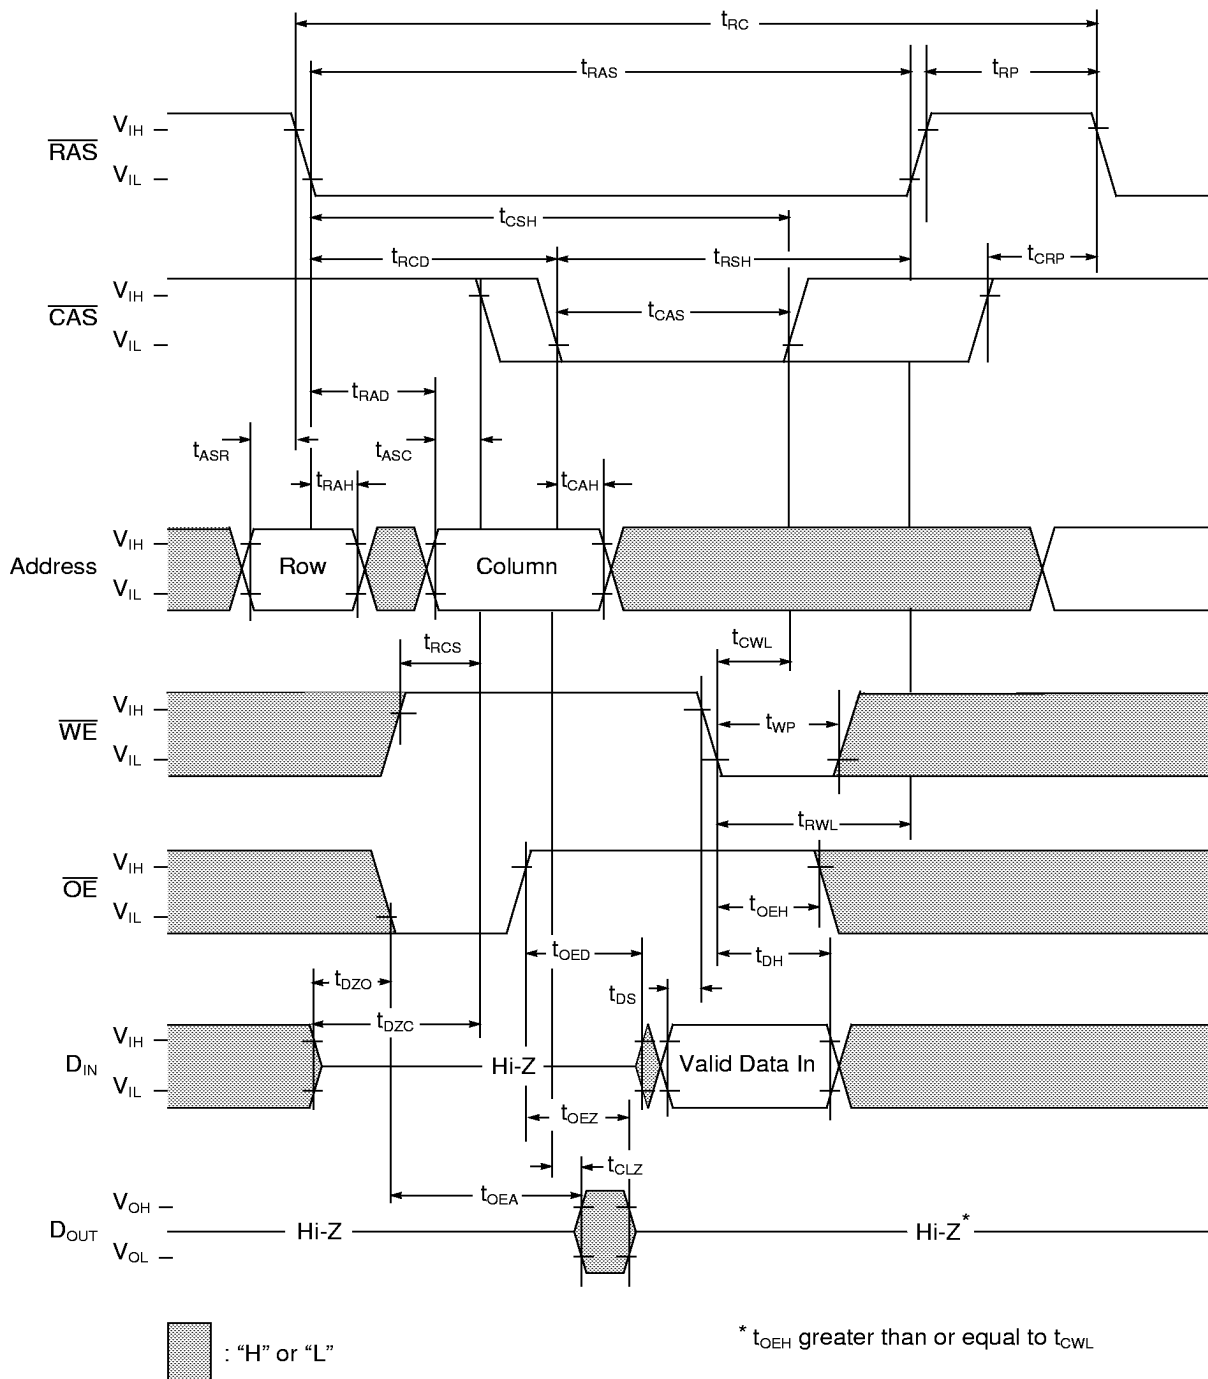 tRC
tRAS
tRP
RAS
VIH
VIL
tCSH
tRCD
tRSH
tCRP
CAS
VIH
VIL
tCAS
tRAD
tASR
tASC
tRAH
tCAH
Address
VIH
VIL
Row
Column
tRCS
tCWL
WE
VIH
VIL
tWP
tRWL
OE
VIH
VIL
tOEH
tOED
tDH
tDZO
tDS
tDZC
DIN
VIH
VIL
Hi-Z
Valid Data In
tOEZ
tCLZ
tOEA
DOUT
VOH
VOL
Hi-Z
Hi-Z*
: “H” or “L”
* tOEH greater than or equal to tCWL